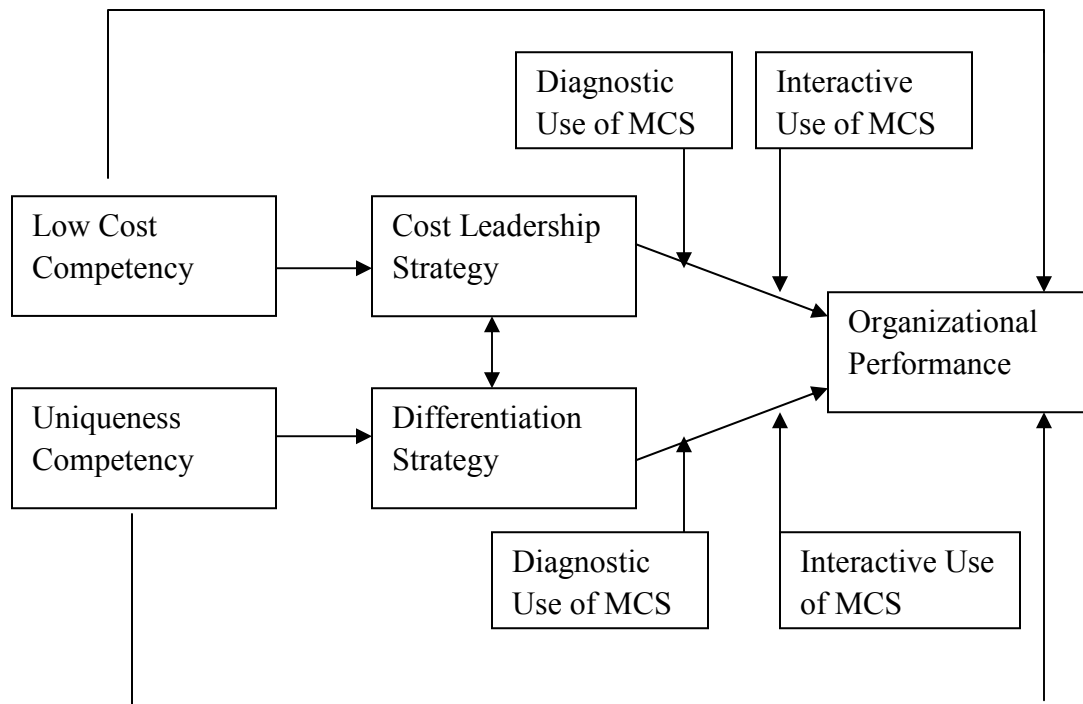 Diagnostic
Use of MCS
Interactive
Use of MCS
Low Cost
Competency
Cost Leadership
Strategy
Organizational
Performance
Uniqueness
Competency
Differentiation
Strategy
Diagnostic
Use of MCS
Interactive Use
of MCS